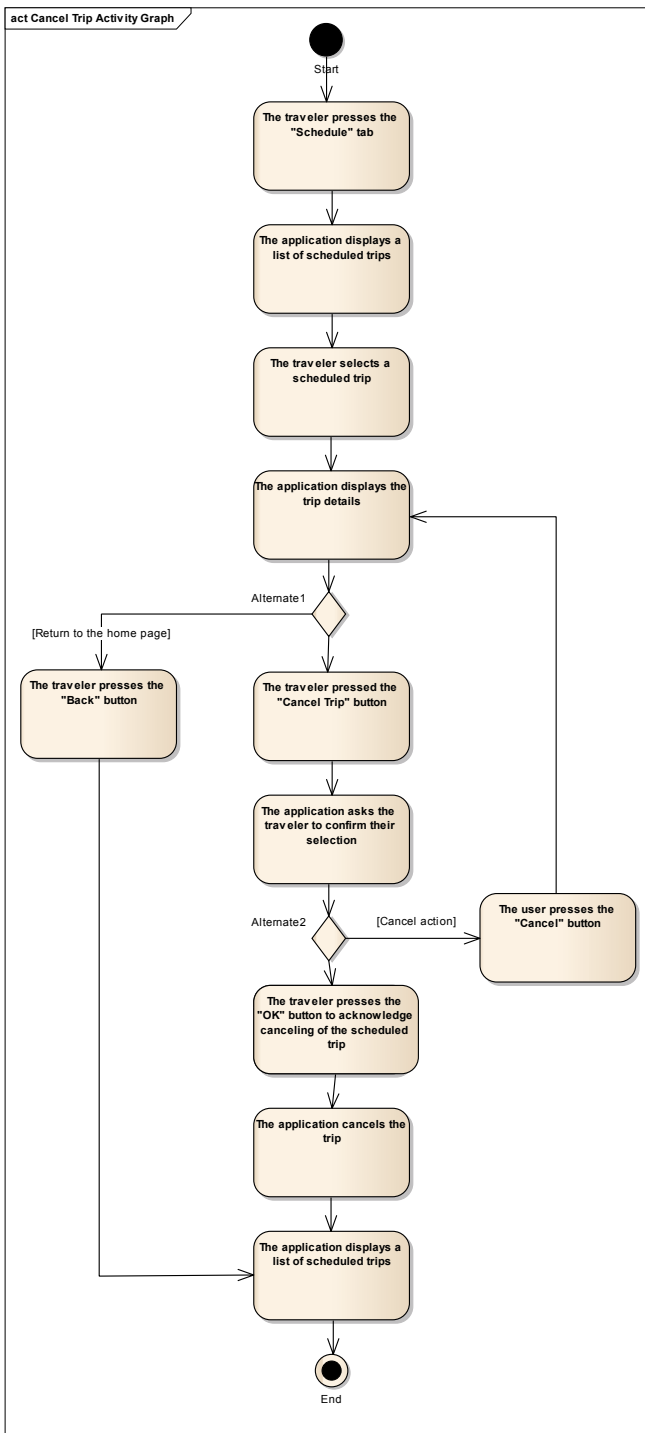 act Cancel Trip Activity Graph
Start
The traveler presses the
"Schedule" tab
The application displays a
list of scheduled trips
The traveler selects a
scheduled trip
The application displays the
trip details
Alternate1
[Return to the home page]
The traveler presses the
"Back" button
The traveler pressed the
"Cancel Trip" button
The application asks the
traveler to confirm their
selection
Alternate2
[Cancel action]
The user presses the
"Cancel" button
The traveler presses the
"OK" button to acknowledge
canceling of the scheduled
trip
The application cancels the
trip
The application displays a
list of scheduled trips
End